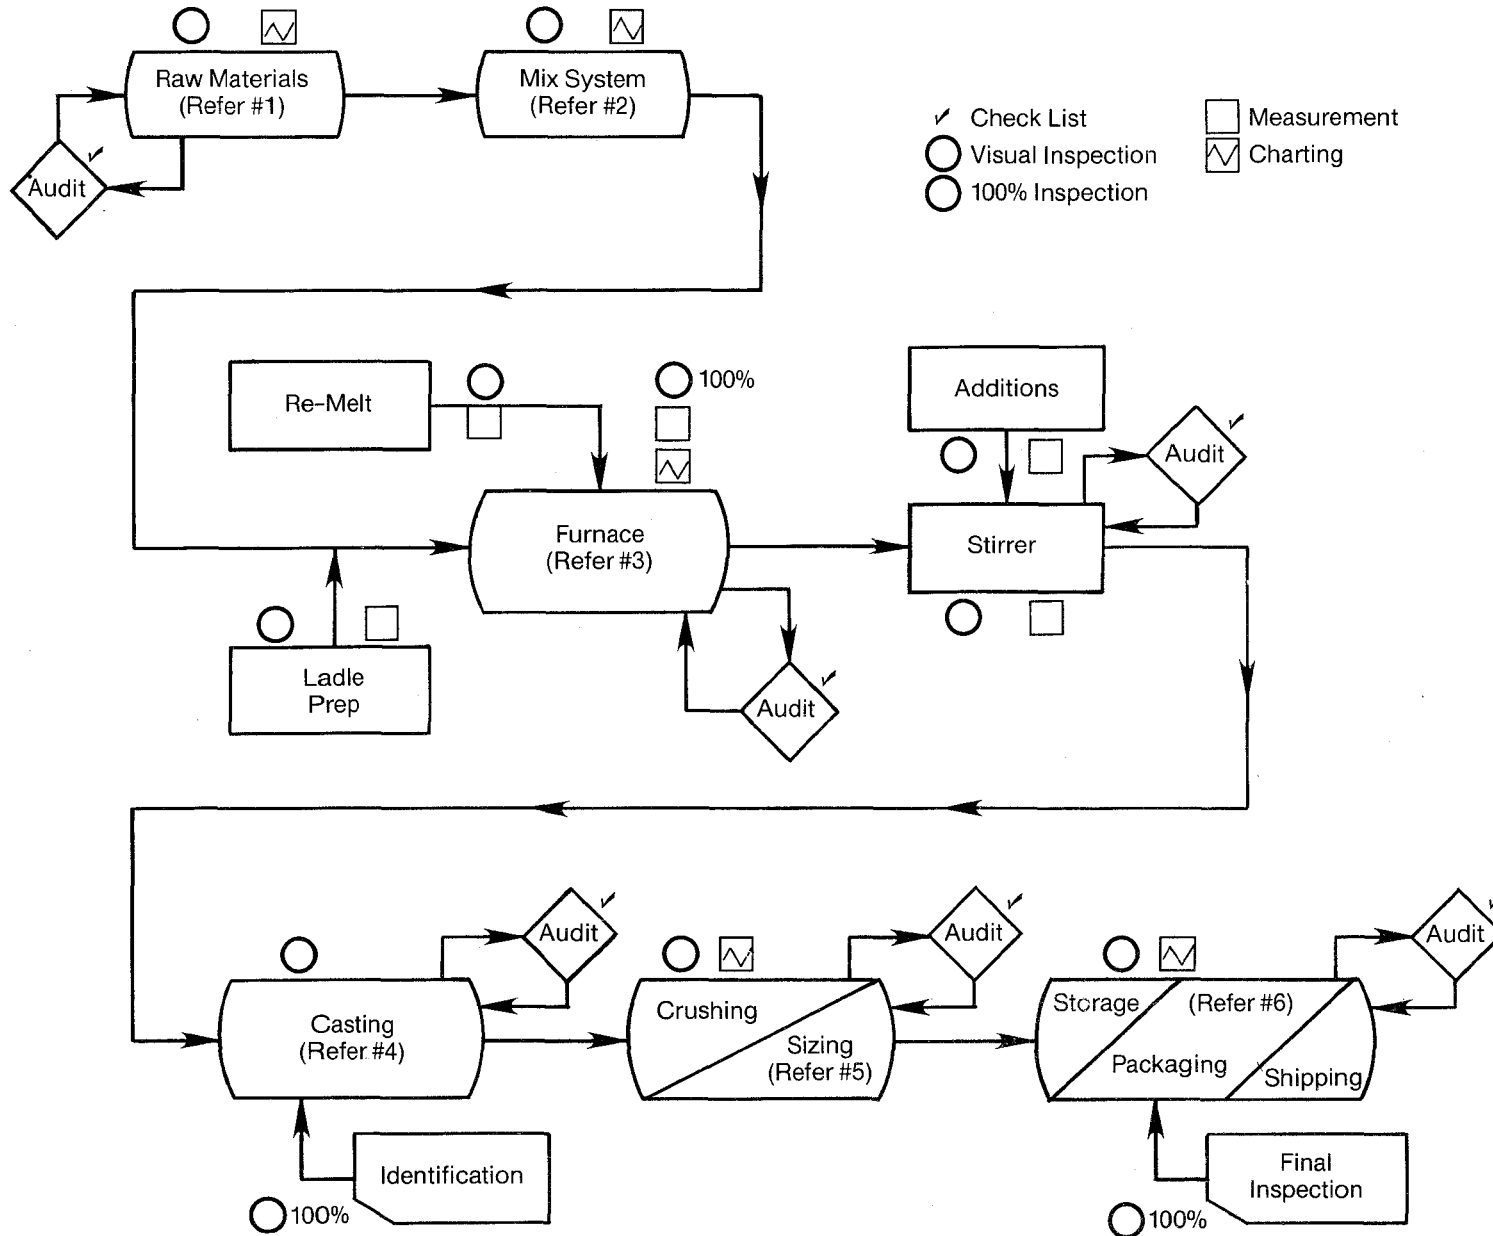 Raw Materials
(Refer #1)
Mix System
(Refer #2)
Audit
✓ Check List
Visual Inspection
100% Inspection
Measurement
Charting
Re-Melt
100%
Additions
Audit
Furnace
(Refer #3)
Stirrer
Ladle
Prep
Audit
Audit
Audit
Audit
Casting
(Refer #4)
Crushing
Sizing
(Refer #5)
Storage
(Refer #6)
Packaging
Shipping
Identification
100%
Final
Inspection
100%